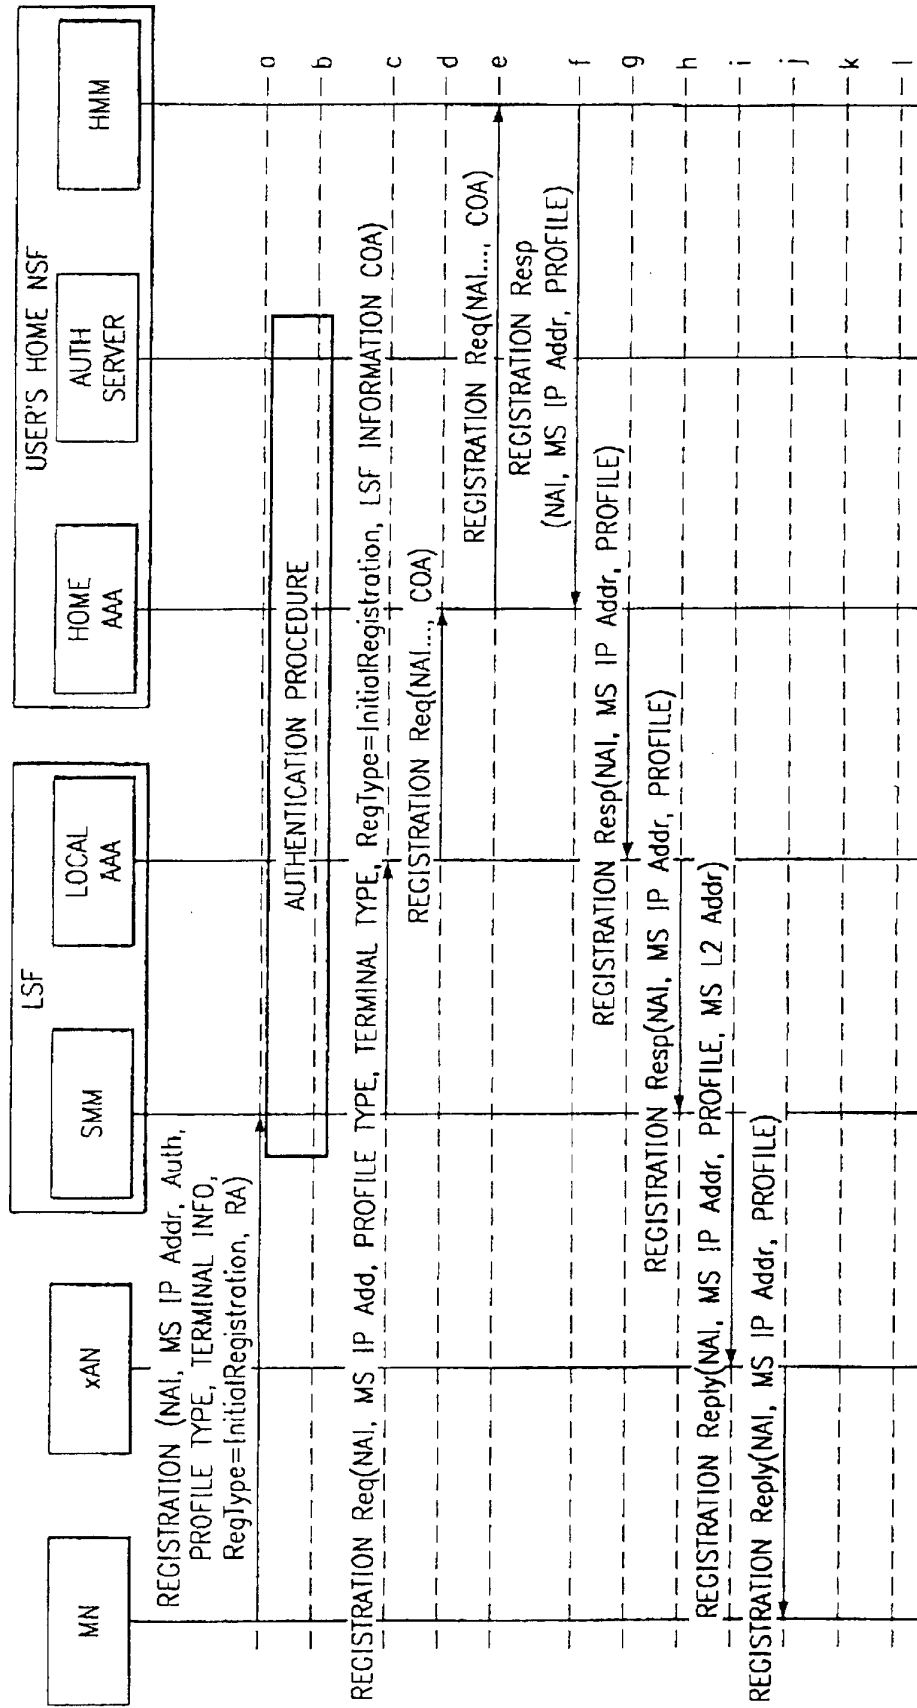 LSF
USER'S HOME NSF
MN
xAN
SMM
LOCAL
AAA
HOME
AAA
AUTH
SERVER
HMM
REGISTRATION (NAI, MS IP Addr, Auth,
PROFILE TYPE, TERMINAL INFO,
RegType=InitialRegistration, RA)
a
AUTHENTICATION PROCEDURE
b
REGISTRATION Req(NAI, MS IP Add, PROFILE TYPE, TERMINAL TYPE, RegType=InitialRegistration, LSF INFORMATION COA)
c
REGISTRATION Req(NAI..., COA)
d
REGISTRATION Req(NAI..., COA)
e
REGISTRATION Resp
(NAI, MS IP Addr, PROFILE)
f
REGISTRATION Resp(NAI, MS IP Addr, PROFILE)
g
REGISTRATION Resp(NAI, MS IP Addr, PROFILE)
h
REGISTRATION Reply(NAI, MS IP Addr, PROFILE, MS L2 Addr)
i
REGISTRATION Reply(NAI, MS IP Addr, PROFILE)
j
k
l